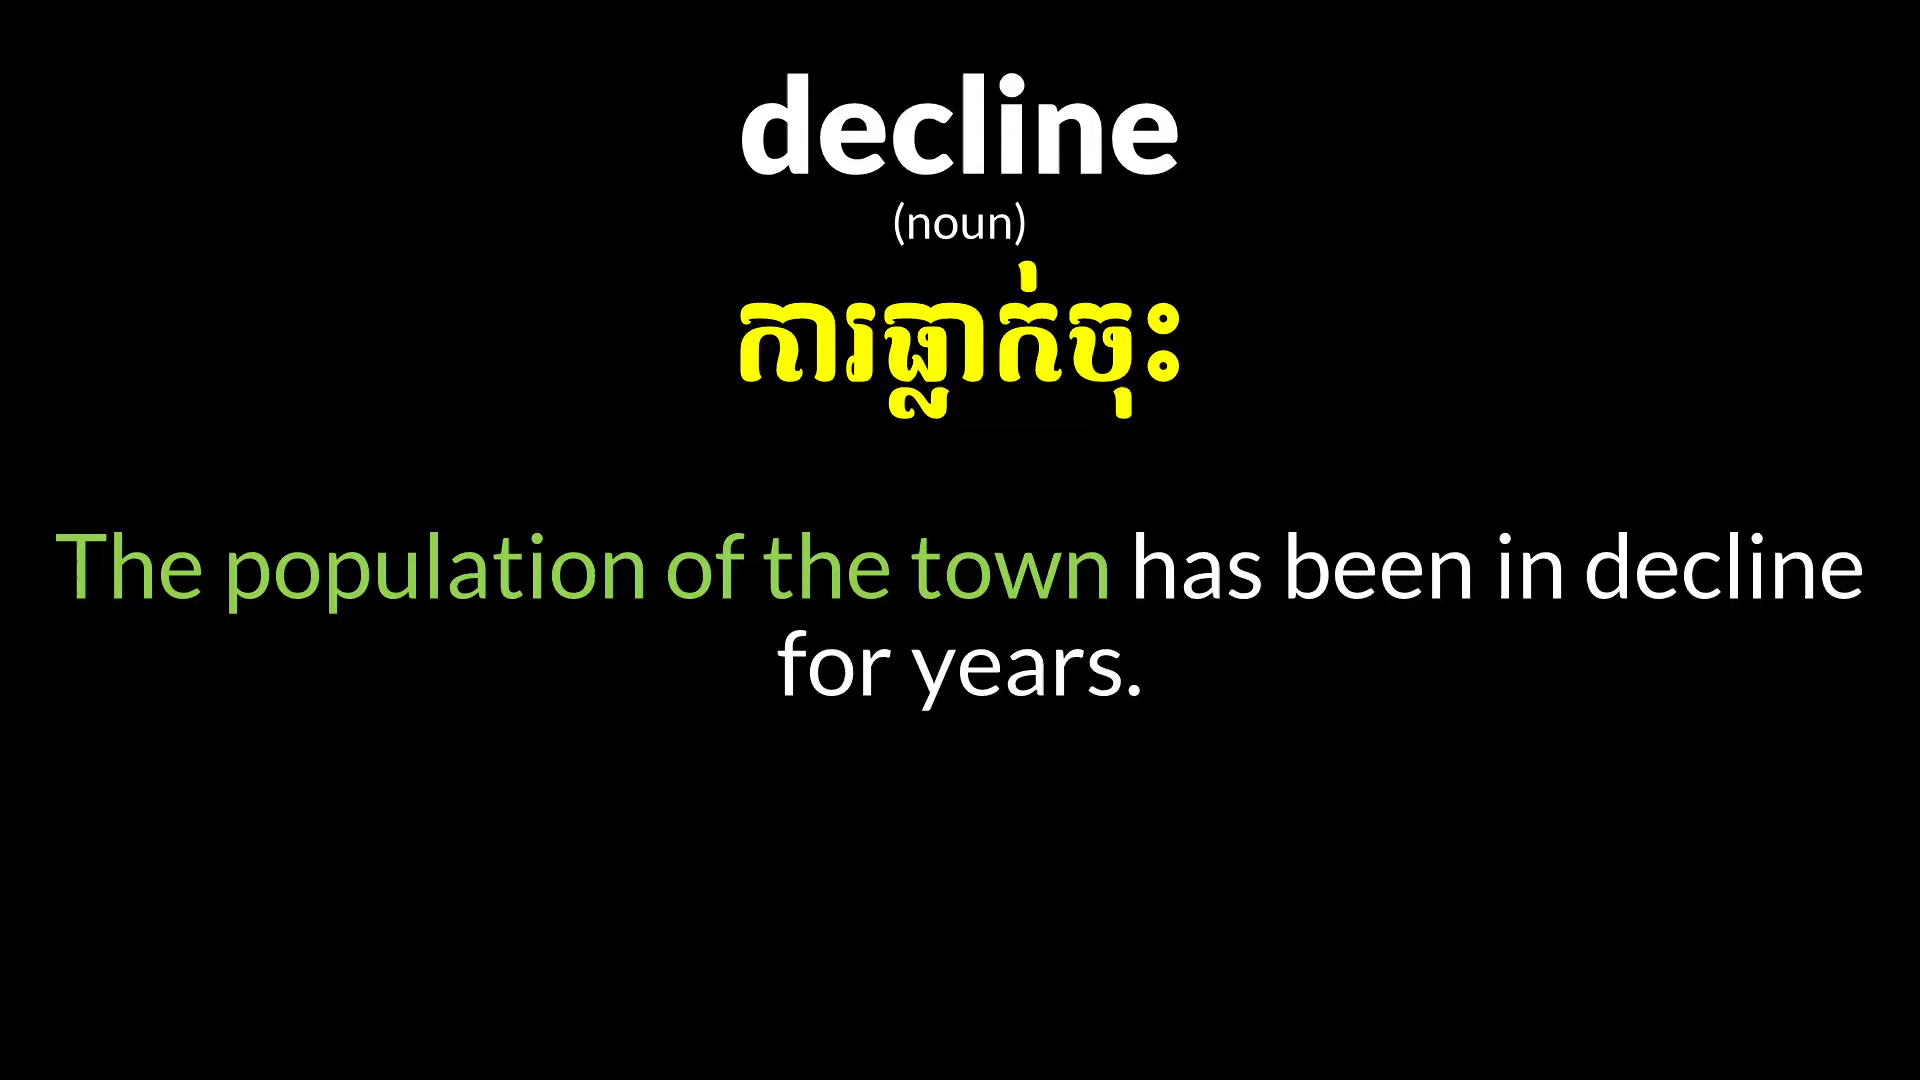 decline
(noun)
ការធ្លាក់ចុះ
The population of the town has been in decline
for years.